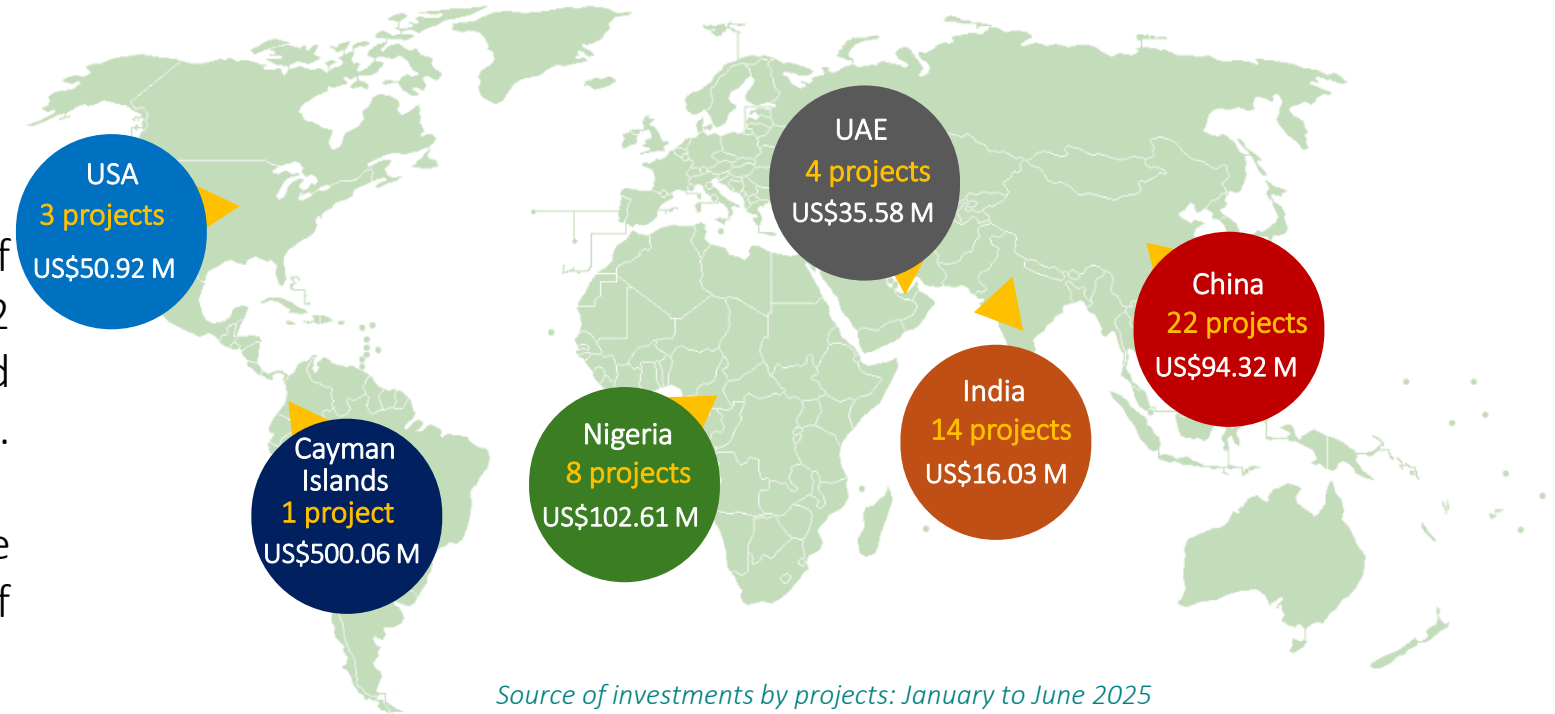 of
2
d
.
e
f
USA
3 projects
US$50.92 M
UAE
4 projects
US$35.58 M
China
22 projects
US$94.32 M
India
14 projects
US$16.03 M
Nigeria
8 projects
US$102.61 M
Cayman
Islands
1 project
US$500.06 M
Source of investments by projects: January to June 2025